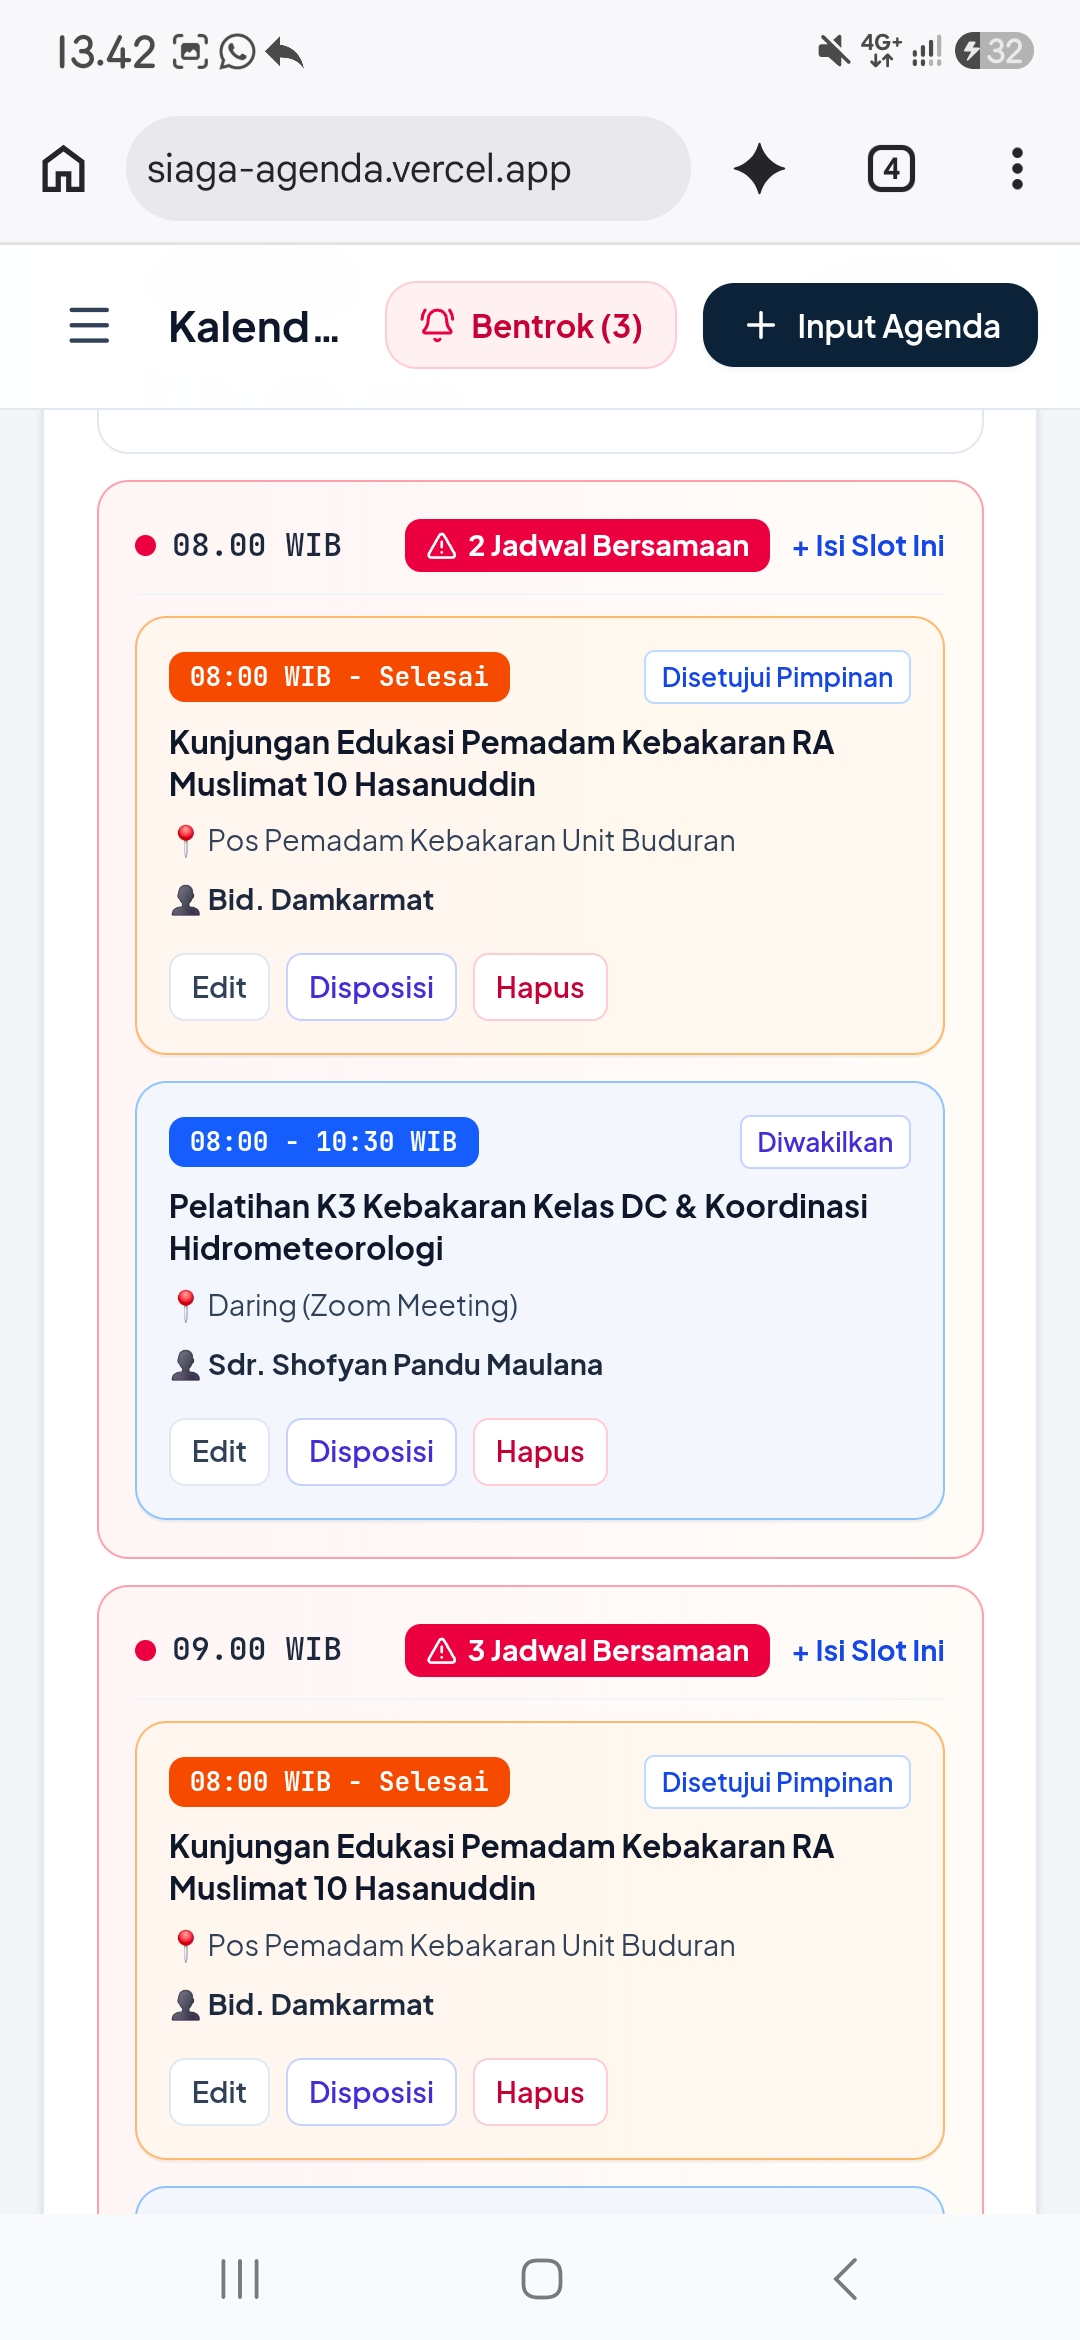 13.42
4G+
32
siaga-agenda.vercel.app
4
Kalend...
Bentrok (3)
+ Input Agenda
08.00 WIB
2 Jadwal Bersamaan
+ Isi Slot Ini
08:00 WIB - Selesai
Disetujui Pimpinan
Kunjungan Edukasi Pemadam Kebakaran RA
Muslimat 10 Hasanuddin
Pos Pemadam Kebakaran Unit Buduran
Bid. Damkarmat
Edit
Disposisi
Hapus
08:00 - 10:30 WIB
Diwakilkan
Pelatihan K3 Kebakaran Kelas DC & Koordinasi
Hidrometeorologi
Daring (Zoom Meeting)
Sdr. Shofyan Pandu Maulana
Edit
Disposisi
Hapus
09.00 WIB
3 Jadwal Bersamaan
+ Isi Slot Ini
08:00 WIB - Selesai
Disetujui Pimpinan
Kunjungan Edukasi Pemadam Kebakaran RA
Muslimat 10 Hasanuddin
Pos Pemadam Kebakaran Unit Buduran
Bid. Damkarmat
Edit
Disposisi
Hapus